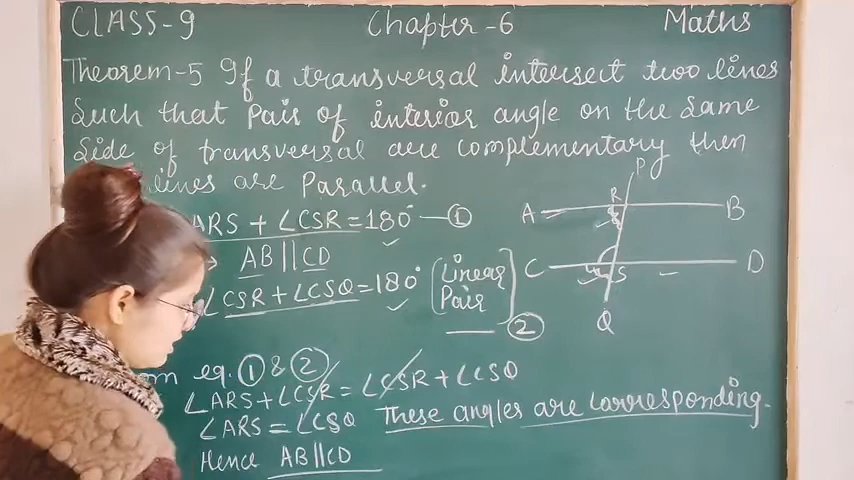 CLASS-9 Chapter-6 Maths
Theorem-5 If a transversal intersect two lines
Such that Pair of interior angle on the Same
Side of transversal are complementary then
lines are Parallel.
ARS + ∠CSR = 180° — ①
AB || CD
∠CSR + ∠CSQ = 180° [Linear Pair] ②
eq. ① & ②
∠ARS + ∠CSR = ∠CSR + ∠CSQ
∠ARS = ∠CSQ These angles are corresponding.
Hence AB || CD
P
R
A B
C S D
Q